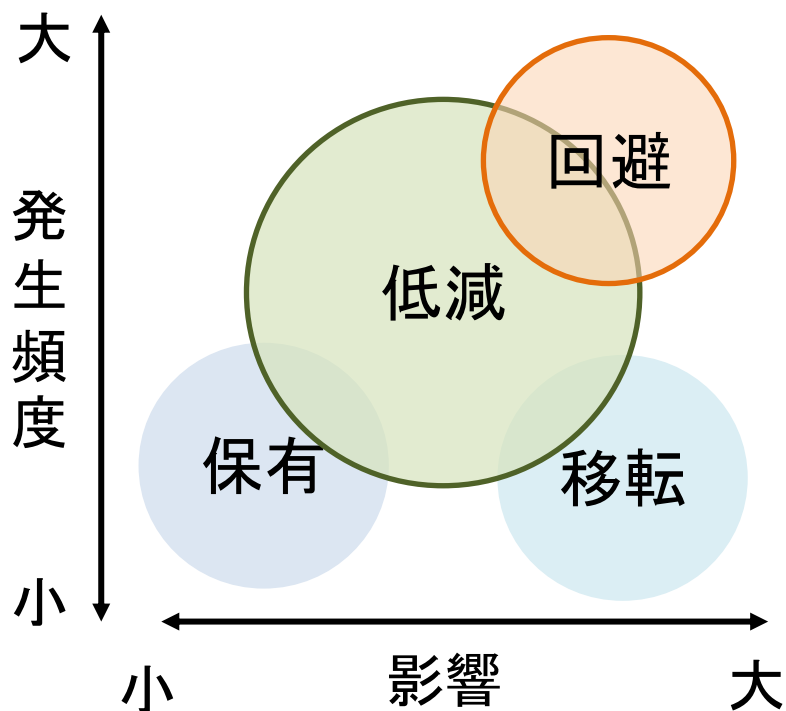 大
発生頻度
小
回避
低減
保有
移転
小
影響
大